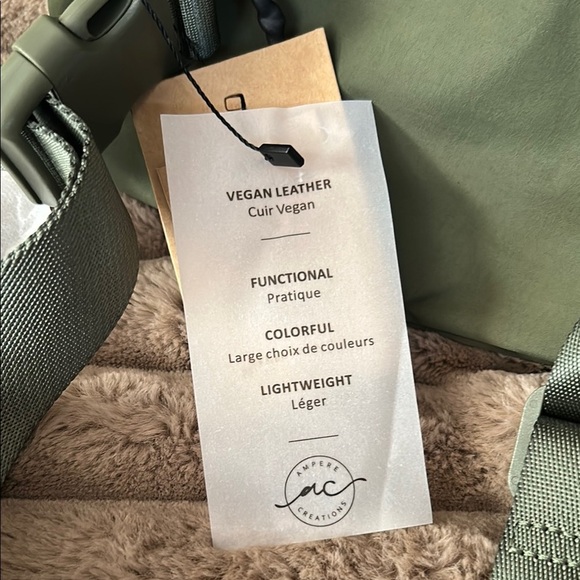 VEGAN LEATHER
Cuir Vegan
FUNCTIONAL
Pratique
COLORFUL
Large choix de couleurs
LIGHTWEIGHT
Léger
AMPERE
ac
CREATIONS